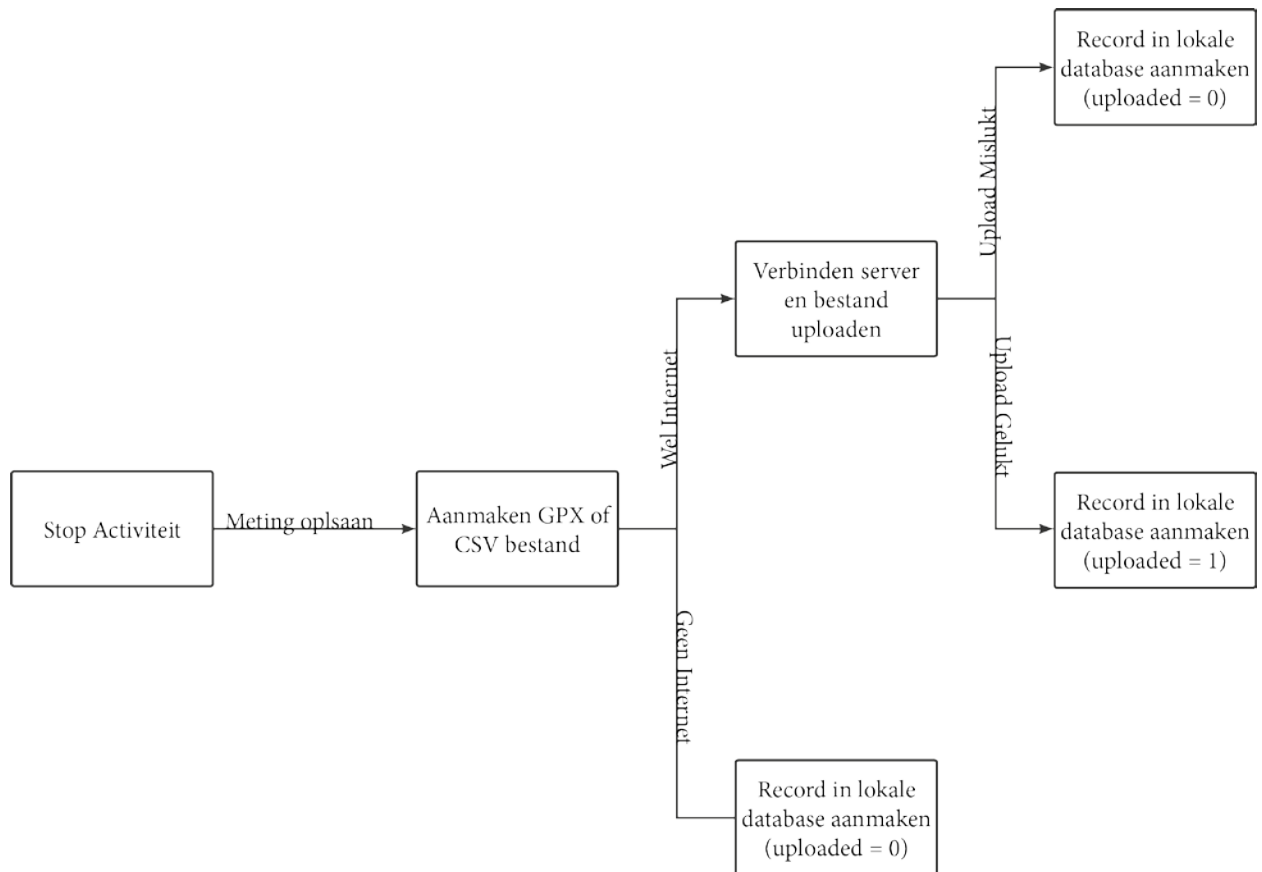 Stop Activiteit
Meting oplsaan
Aanmaken GPX of
CSV bestand
Wel Internet
Geen Internet
Verbinden server
en bestand
uploaden
Upload Mislukt
Upload Gelukt
Record in lokale
database aanmaken
(uploaded = 0)
Record in lokale
database aanmaken
(uploaded = 1)
Record in lokale
database aanmaken
(uploaded = 0)